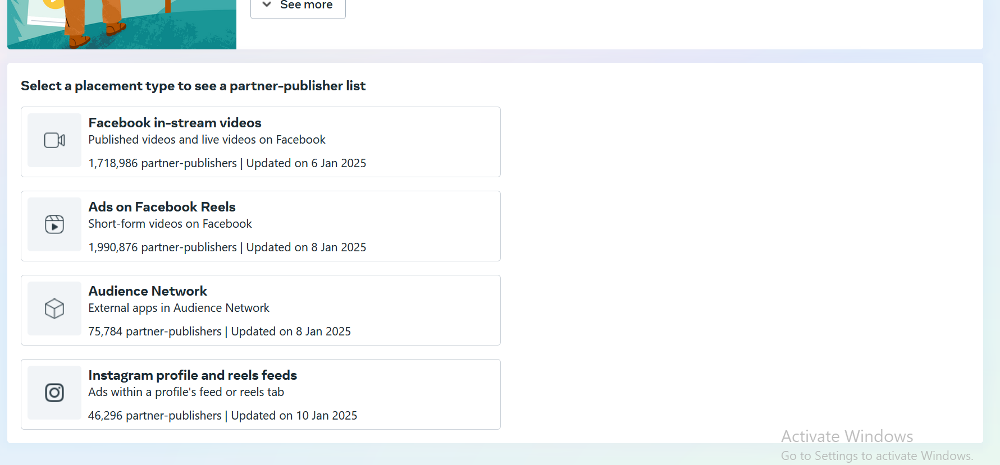 See more
Select a placement type to see a partner-publisher list
Facebook in-stream videos
Published videos and live videos on Facebook
1,718,986 partner-publishers | Updated on 6 Jan 2025
Ads on Facebook Reels
Short-form videos on Facebook
1,990,876 partner-publishers | Updated on 8 Jan 2025
Audience Network
External apps in Audience Network
75,784 partner-publishers | Updated on 8 Jan 2025
Instagram profile and reels feeds
Ads within a profile's feed or reels tab
46,296 partner-publishers | Updated on 10 Jan 2025
Activate Windows
Go to Settings to activate Windows.